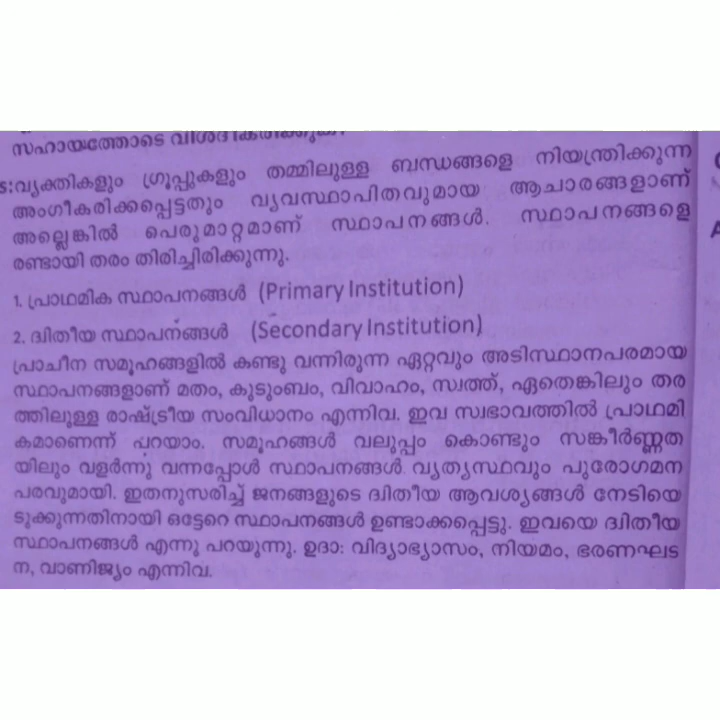 സഹായത്തോടെ വിശദീകരിക്കുക.
s:വ്യക്തികളും ഗ്രൂപ്പുകളും തമ്മിലുള്ള ബന്ധങ്ങളെ നിയന്ത്രിക്കുന്ന
അംഗീകരിക്കപ്പെട്ടതും വ്യവസ്ഥാപിതവുമായ ആചാരങ്ങളാണ്
അല്ലെങ്കിൽ പെരുമാറ്റമാണ് സ്ഥാപനങ്ങൾ. സ്ഥാപനങ്ങളെ
രണ്ടായി തരം തിരിച്ചിരിക്കുന്നു.
1. പ്രാഥമിക സ്ഥാപനങ്ങൾ (Primary Institution)
2. ദ്വിതീയ സ്ഥാപനങ്ങൾ (Secondary Institution)
പ്രാചീന സമൂഹങ്ങളിൽ കണ്ടു വന്നിരുന്ന ഏറ്റവും അടിസ്ഥാനപരമായ
സ്ഥാപനങ്ങളാണ് മതം, കുടുംബം, വിവാഹം, സ്വത്ത്, ഏതെങ്കിലും തര
ത്തിലുള്ള രാഷ്ട്രീയ സംവിധാനം എന്നിവ. ഇവ സ്വഭാവത്തിൽ പ്രാഥമി
കമാണെന്ന് പറയാം. സമൂഹങ്ങൾ വലുപ്പം കൊണ്ടും സങ്കീർണ്ണത
യിലും വളർന്നു വന്നപ്പോൾ സ്ഥാപനങ്ങൾ വ്യത്യസ്ഥവും പുരോഗമന
പരവുമായി. ഇതനുസരിച്ച് ജനങ്ങളുടെ ദ്വിതീയ ആവശ്യങ്ങൾ നേടിയെ
ടുക്കുന്നതിനായി ഒട്ടേറെ സ്ഥാപനങ്ങൾ ഉണ്ടാക്കപ്പെട്ടു. ഇവയെ ദ്വിതീയ
സ്ഥാപനങ്ങൾ എന്നു പറയുന്നു. ഉദാ: വിദ്യാഭ്യാസം, നിയമം, ഭരണഘട
ന, വാണിജ്യം എന്നിവ.